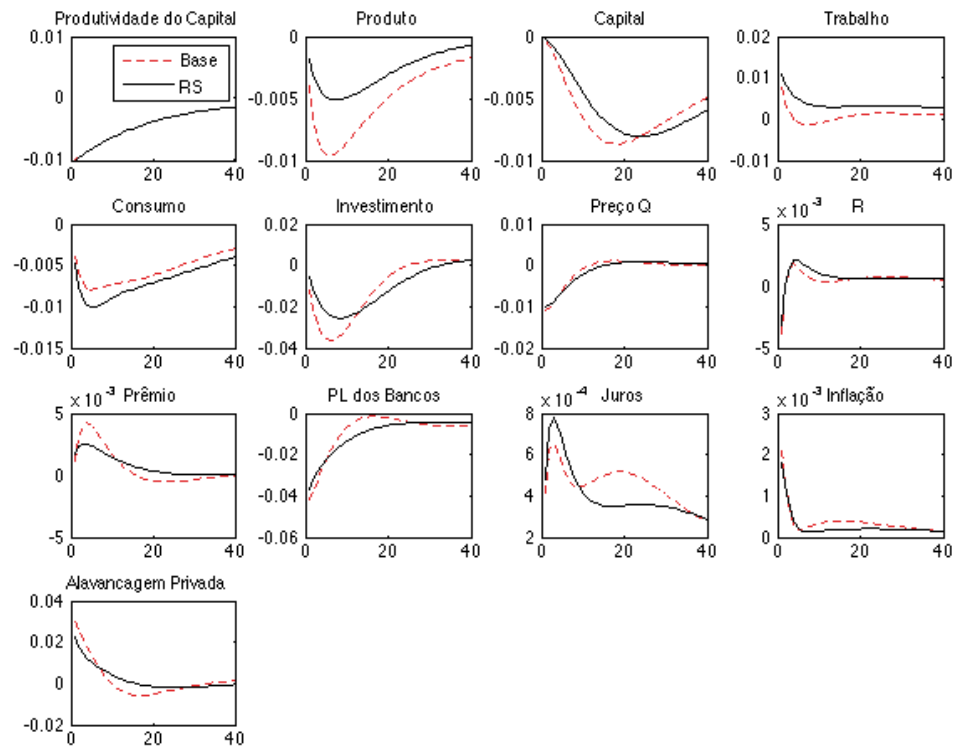 Produtividade do Capital
0.01
0
-0.01
0 20 40
Base
RS
Produto
0
-0.005
-0.01
0 20 40
Capital
0
-0.005
-0.01
0 20 40
Trabalho
0.02
0.01
0
-0.01
0 20 40
Consumo
0
-0.005
-0.01
-0.015
0 20 40
Investimento
0.02
0
-0.02
-0.04
0 20 40
Preço Q
0.01
0
-0.01
-0.02
0 20 40
x 10 -3 R
5
0
-5
0 20 40
x 10 -3 Prêmio
5
0
-5
0 20 40
PL dos Bancos
0
-0.02
-0.04
-0.06
0 20 40
x 10 -4 Juros
8
6
4
2
0 20 40
x 10 -3 Inflação
3
2
1
0
0 20 40
Alavancagem Privada
0.04
0.02
0
-0.02
0 20 40